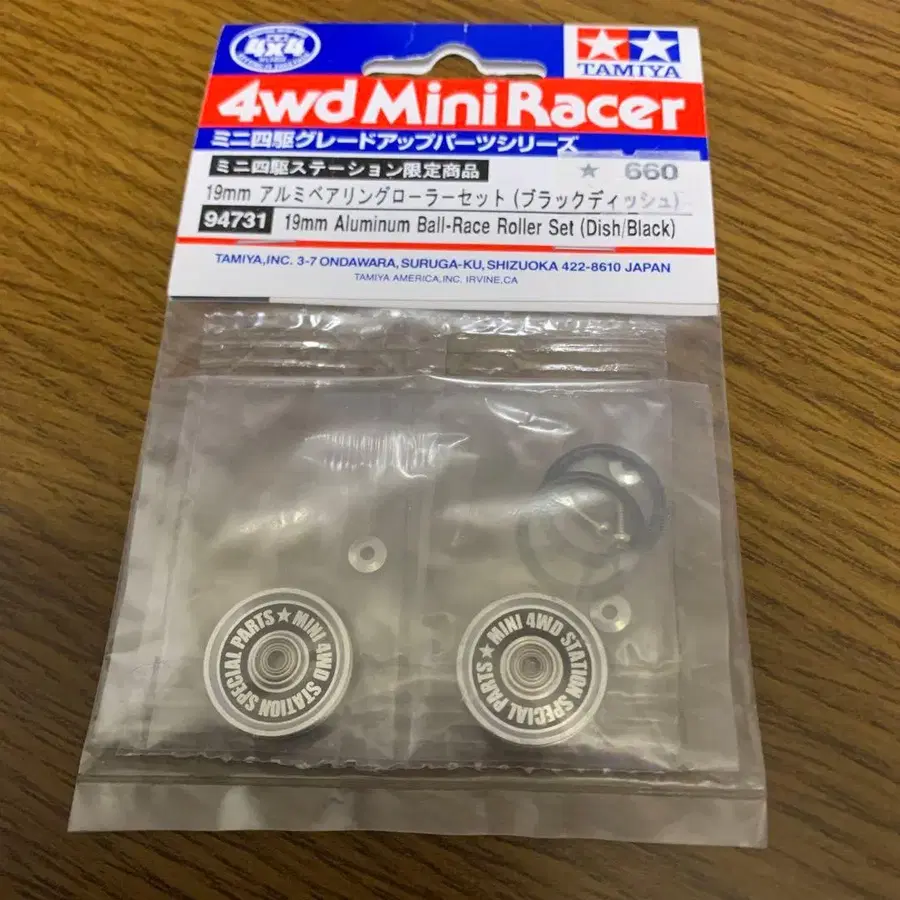 4x4
TAMIYA
4wd Mini Racer
ミニ四駆グレードアップパーツシリーズ
ミニ四駆ステーション限定商品
★ 660
19mm アルミベアリングローラーセット (ブラックディッシュ)
94731 19mm Aluminum Ball-Race Roller Set (Dish/Black)
TAMIYA,INC. 3-7 ONDAWARA, SURUGA-KU, SHIZUOKA 422-8610 JAPAN
TAMIYA AMERICA,INC. IRVINE,CA
MINI 4WD STATION SPECIAL PARTS★
MINI 4WD STATION SPECIAL PARTS★